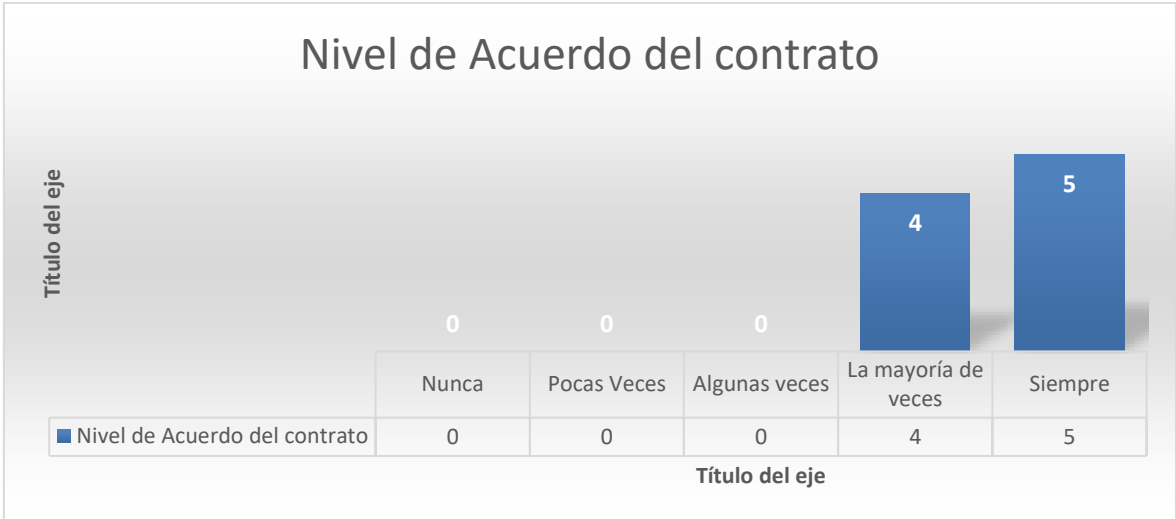 Nivel de Acuerdo del contrato
Título del eje
4
5
0 0 0
Nunca Pocas Veces Algunas veces La mayoría de veces Siempre
Nivel de Acuerdo del contrato 0 0 0 4 5
Título del eje